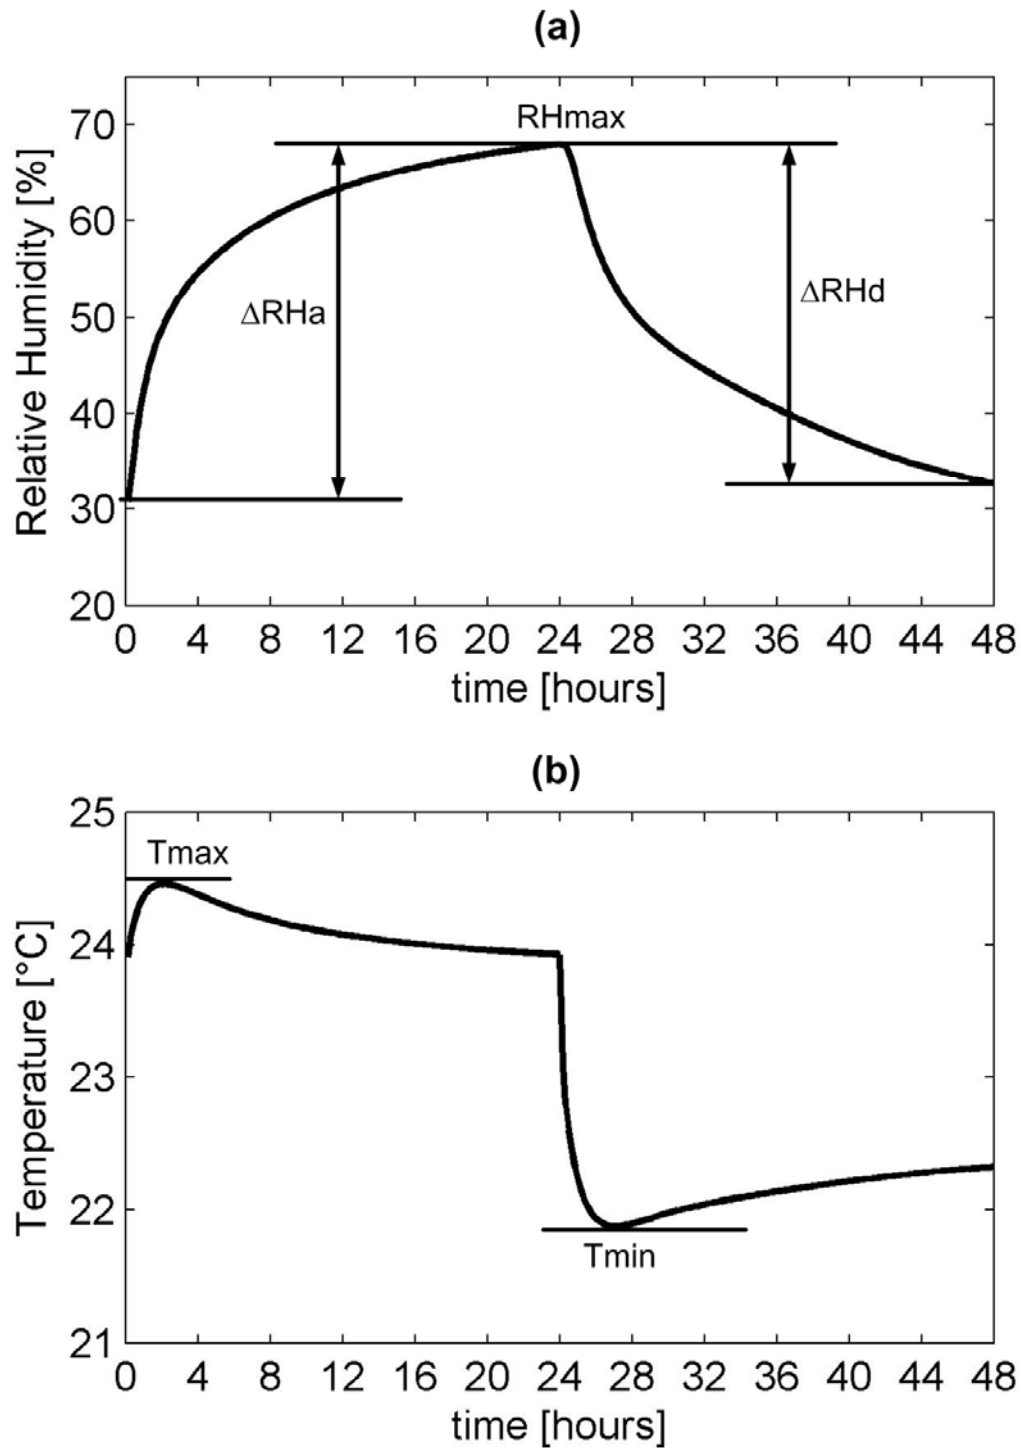 (a)
Relative Humidity [%]
70
60
50
40
30
20
RHmax
ΔRHa
ΔRHd
0 4 8 12 16 20 24 28 32 36 40 44 48
time [hours]
(b)
Temperature [°C]
25
24
23
22
21
Tmax
Tmin
0 4 8 12 16 20 24 28 32 36 40 44 48
time [hours]